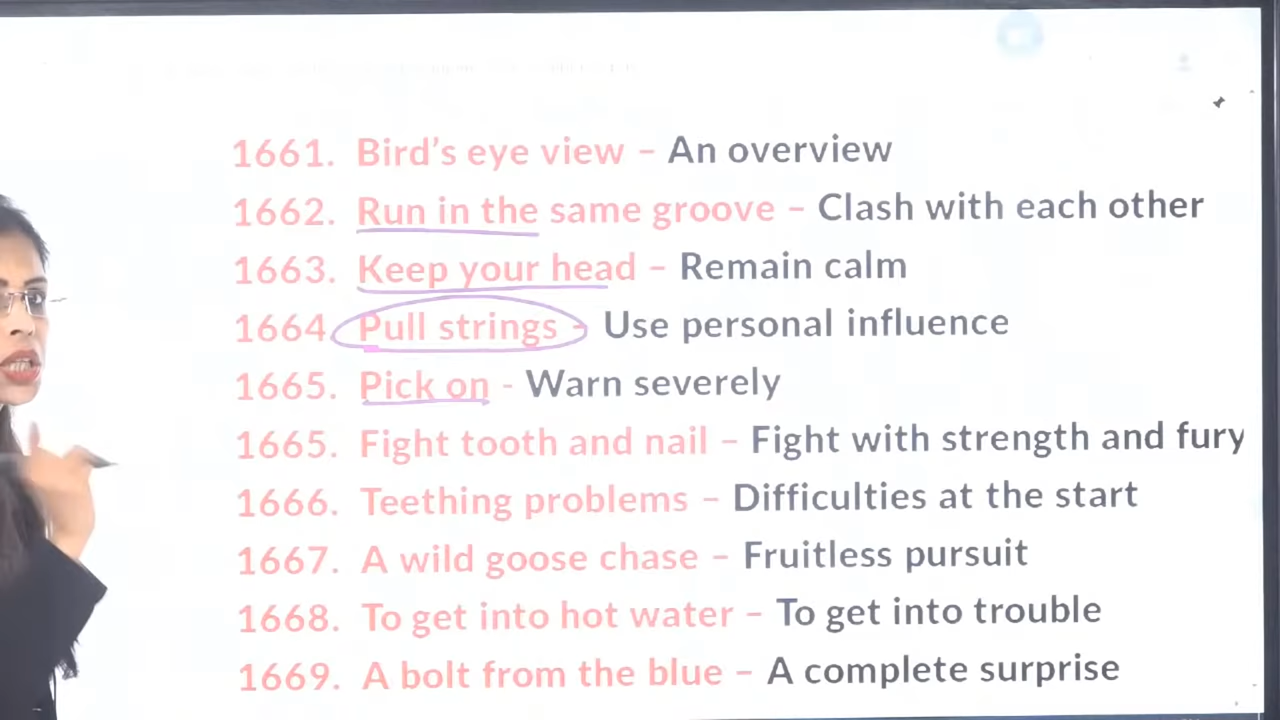 1661. Bird's eye view – An overview
1662. Run in the same groove – Clash with each other
1663. Keep your head – Remain calm
1664. Pull strings – Use personal influence
1665. Pick on - Warn severely
1665. Fight tooth and nail – Fight with strength and fury
1666. Teething problems – Difficulties at the start
1667. A wild goose chase – Fruitless pursuit
1668. To get into hot water – To get into trouble
1669. A bolt from the blue – A complete surprise